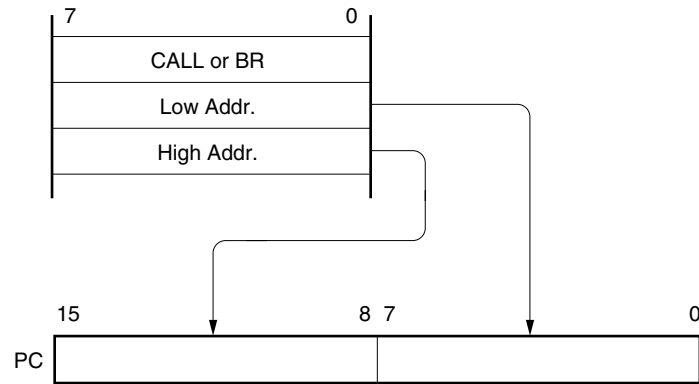 7 0
CALL or BR
Low Addr.
High Addr.
15 8 7 0
PC